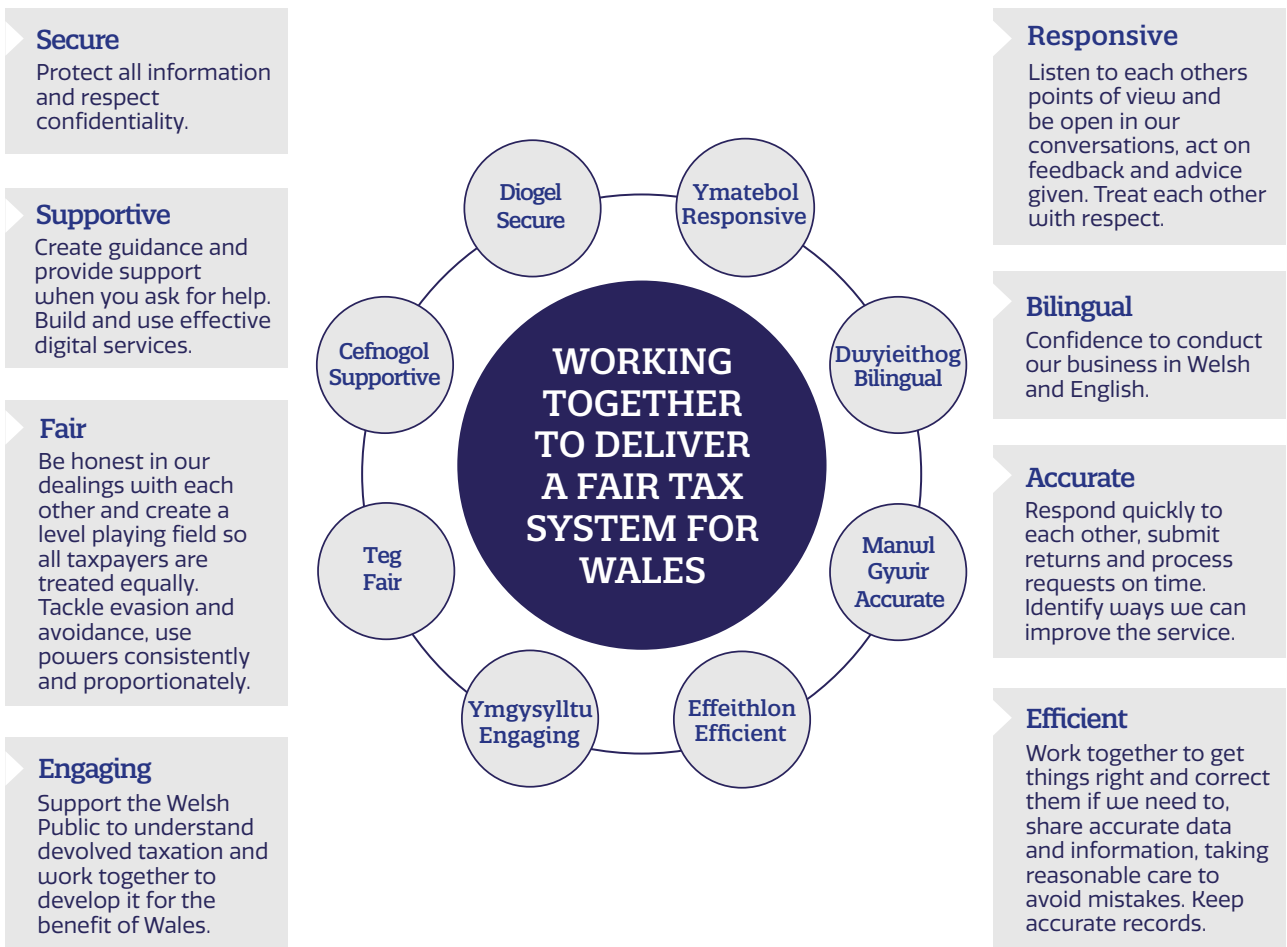 Secure
Protect all information
and respect
confidentiality.
Supportive
Create guidance and
provide support
when you ask for help.
Build and use effective
digital services.
Fair
Be honest in our
dealings with each
other and create a
level playing field so
all taxpayers are
treated equally.
Tackle evasion and
avoidance, use
powers consistently
and proportionately.
Engaging
Support the Welsh
Public to understand
devolved taxation and
work together to
develop it for the
benefit of Wales.
Diogel
Secure
Ymatebol
Responsive
Cefnogol
Supportive
Dwyieithog
Bilingual
WORKING
TOGETHER
TO DELIVER
A FAIR TAX
SYSTEM FOR
WALES
Teg
Fair
Manwl
Gywir
Accurate
Ymgysylltu
Engaging
Effeithlon
Efficient
Responsive
Listen to each others
points of view and
be open in our
conversations, act on
feedback and advice
given. Treat each other
with respect.
Bilingual
Confidence to conduct
our business in Welsh
and English.
Accurate
Respond quickly to
each other, submit
returns and process
requests on time.
Identify ways we can
improve the service.
Efficient
Work together to get
things right and correct
them if we need to,
share accurate data
and information, taking
reasonable care to
avoid mistakes. Keep
accurate records.